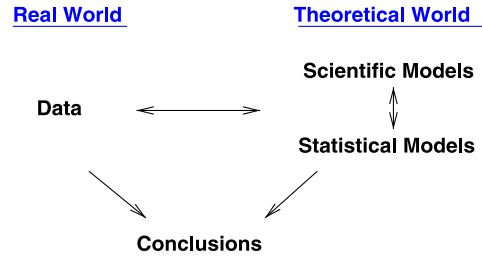 Real World
Theoretical World
Scientific Models
Data
Statistical Models
Conclusions